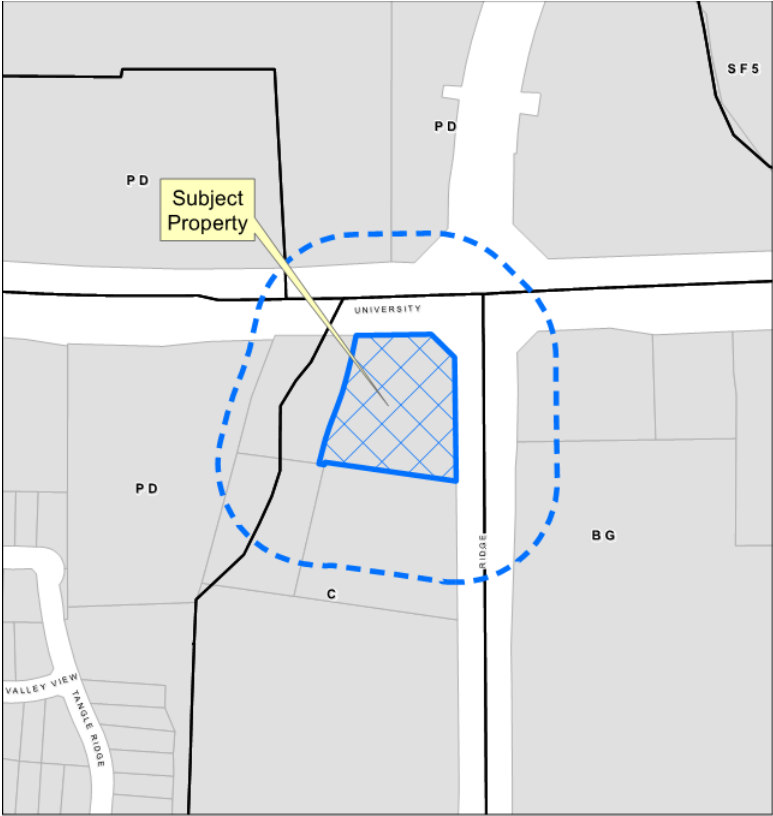 SF5
PD
PD
Subject
Property
UNIVERSITY
PD
BG
RIDGE
C
VALLEY VIEW
TANGLE RIDGE